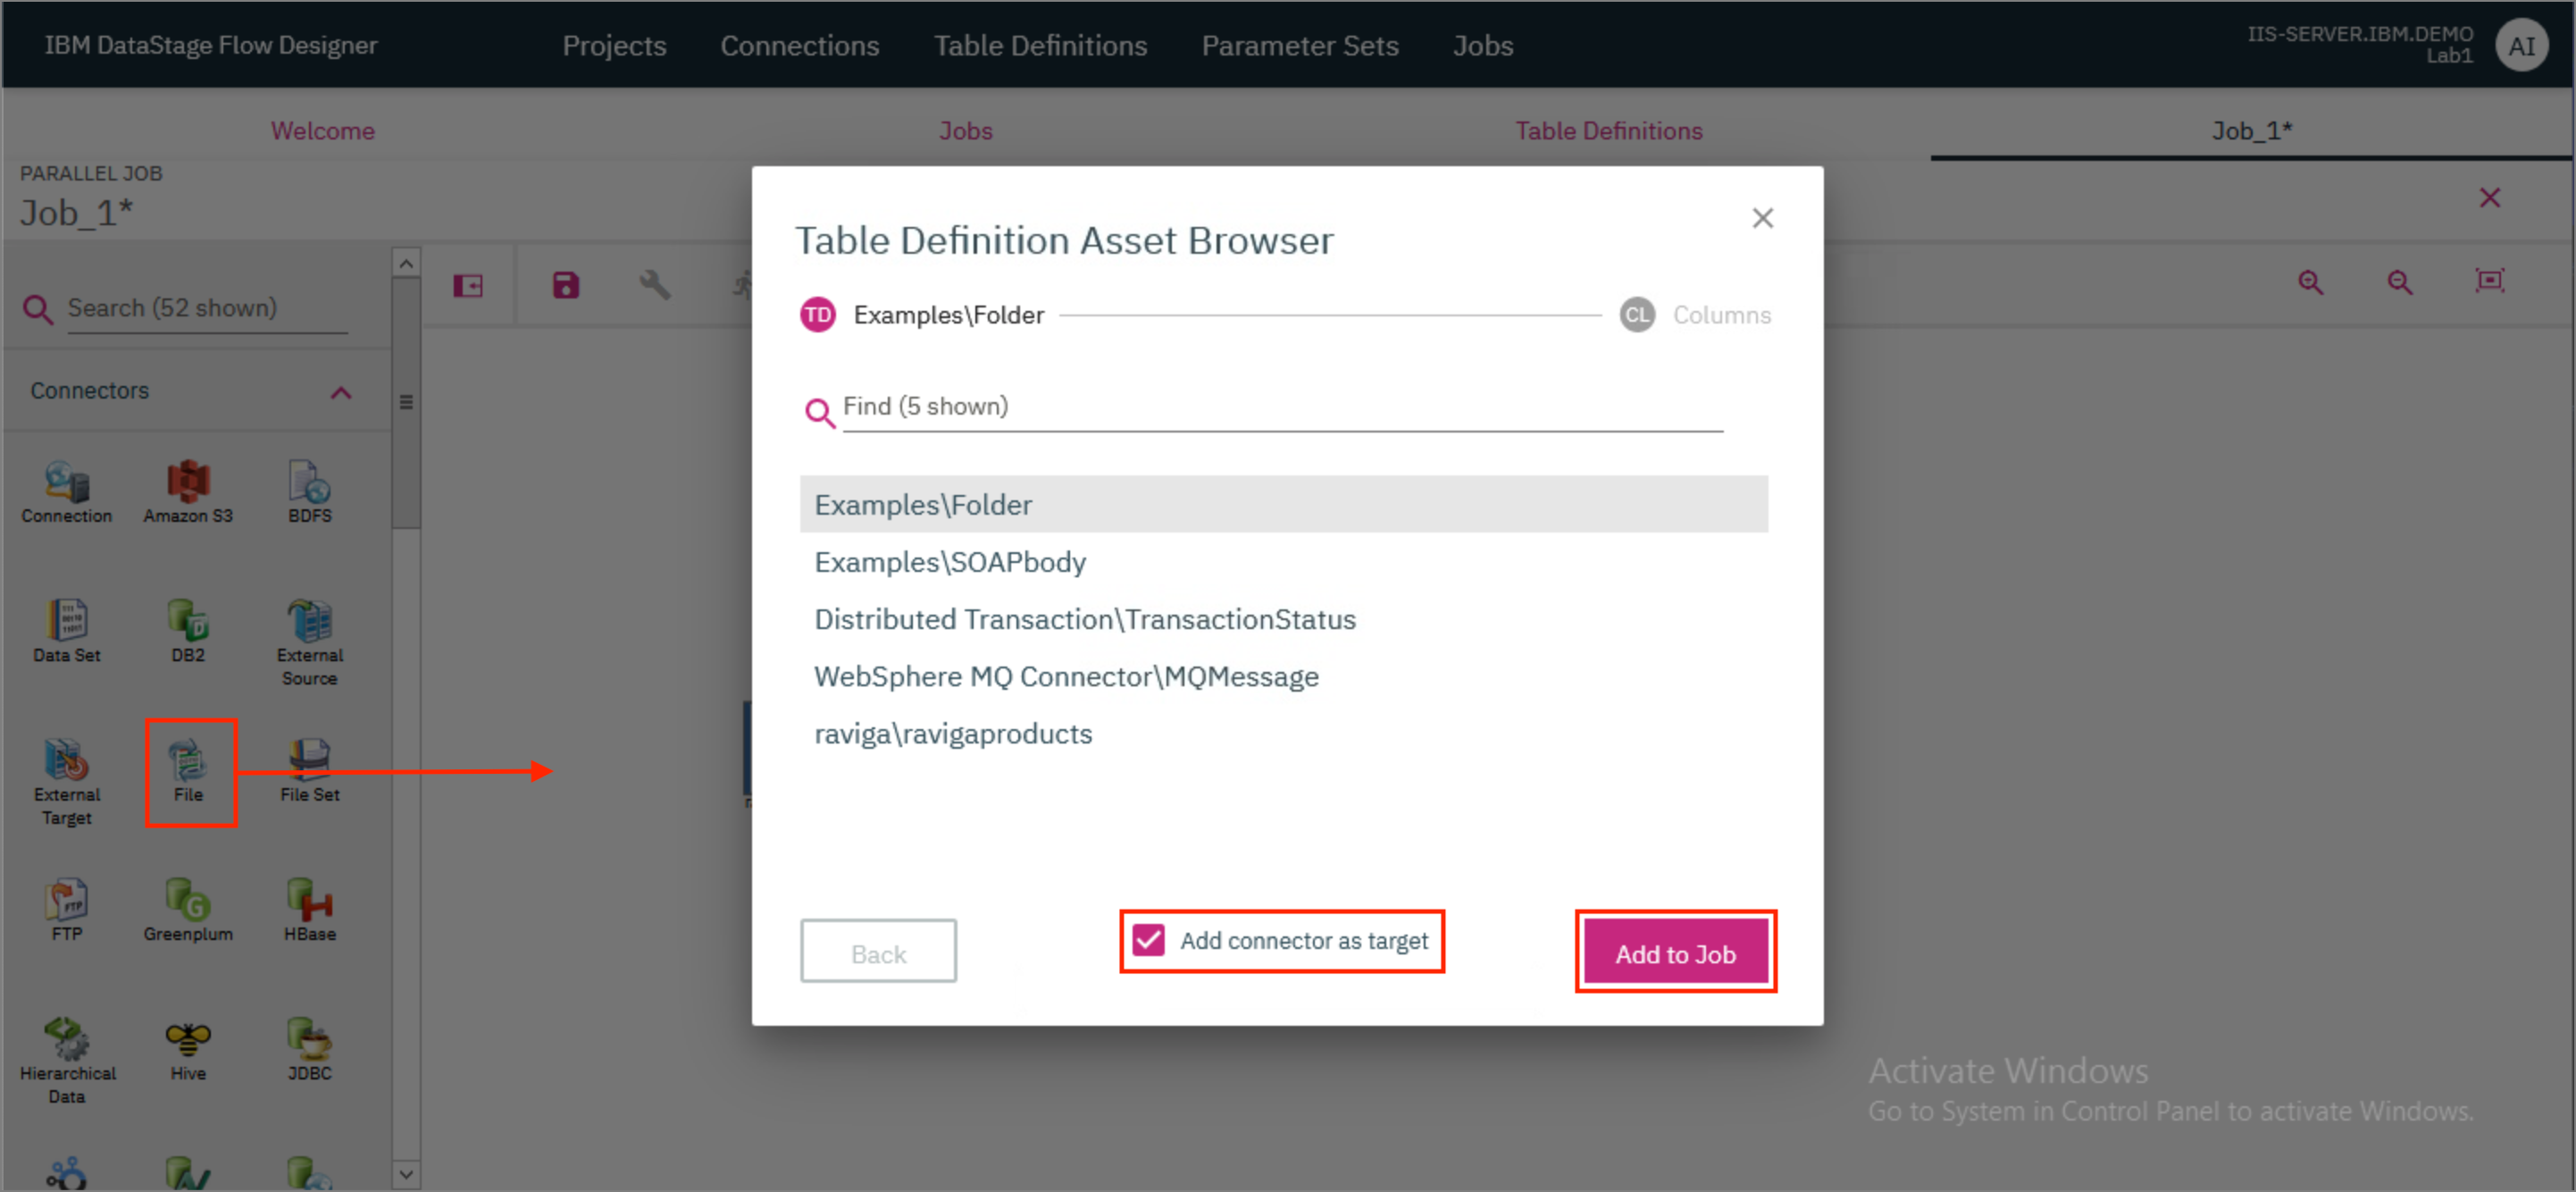 IBM DataStage Flow Designer
Projects
Connections
Table Definitions
Parameter Sets
Jobs
IIS-SERVER.IBM.DEMO
Lab1
AI
Welcome
Jobs
Table Definitions
Job_1*
PARALLEL JOB
Job_1*
Search (52 shown)
Connectors
Connection
Amazon S3
BDFS
Data Set
DB2
External
Source
External
Target
File
File Set
FTP
Greenplum
HBase
Hierarchical
Data
Hive
JDBC
Table Definition Asset Browser
TD
Examples\Folder
CL
Columns
Find (5 shown)
Examples\Folder
Examples\SOAPbody
Distributed Transaction\TransactionStatus
WebSphere MQ Connector\MQMessage
raviga\ravigaproducts
Back
Add connector as target
Add to Job
Activate Windows
Go to System in Control Panel to activate Windows.